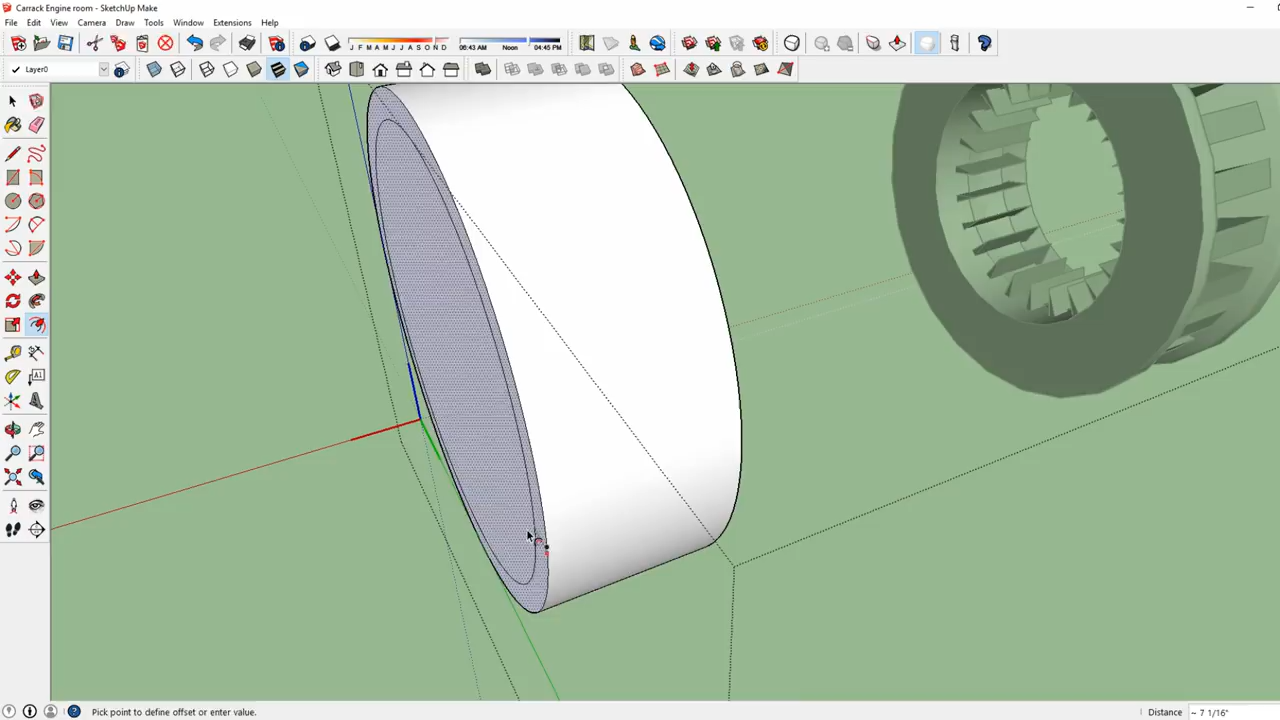 Carrack Engine room - SketchUp Make
File Edit View Camera Draw Tools Window Extensions Help
J F M A M J J A S O N D 06:43 AM Noon 04:45 PM
Layer0
A1
Pick point to define offset or enter value. Distance ~ 7 1/16"